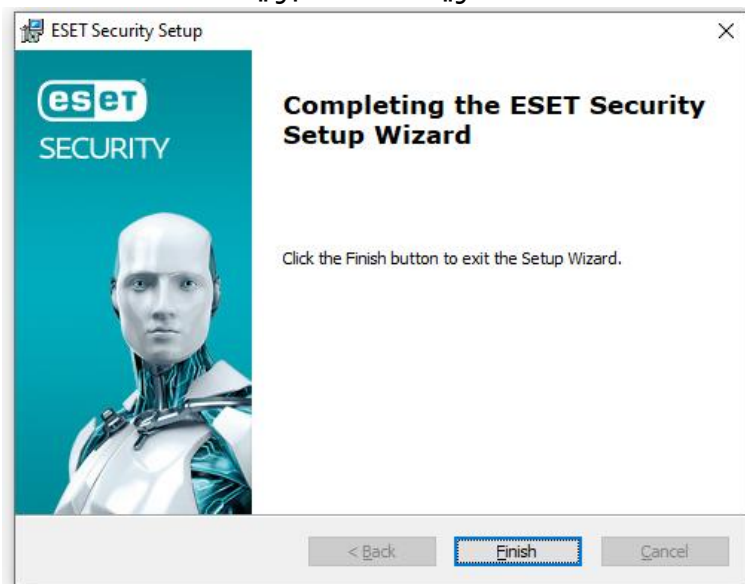 ESET Security Setup
eset
SECURITY
Completing the ESET Security
Setup Wizard
Click the Finish button to exit the Setup Wizard.
< Back
Finish
Cancel